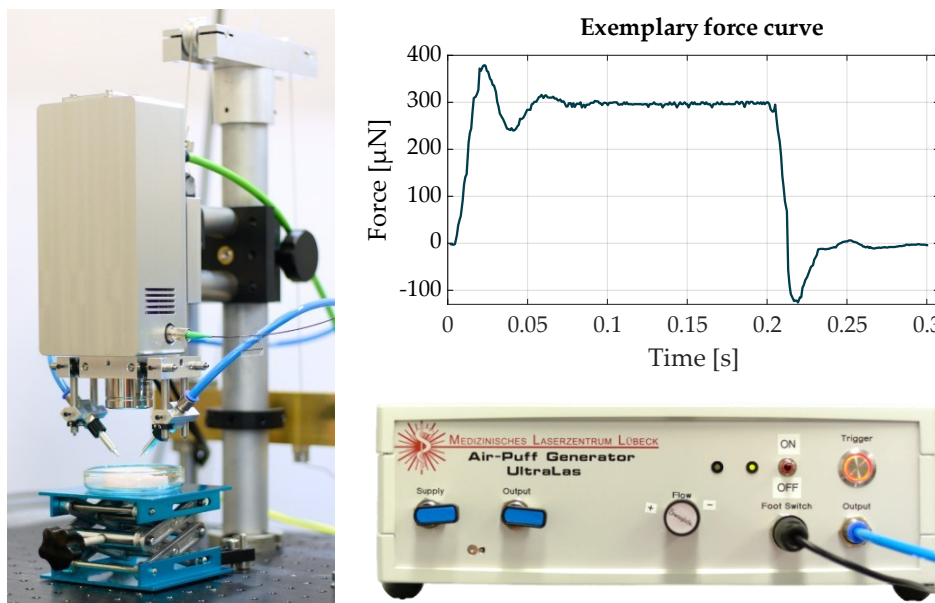 Exemplary force curve
400
300
200
100
0
-100
Force [µN]
0
0.05
0.1
0.15
0.2
0.25
0.3
Time [s]
MEDIZINISCHES LASERZENTRUM LÜBECK
Air-Puff Generator
UltraLas
ON
OFF
Trigger
Supply
Output
+
Flow
-
Foot Switch
Output